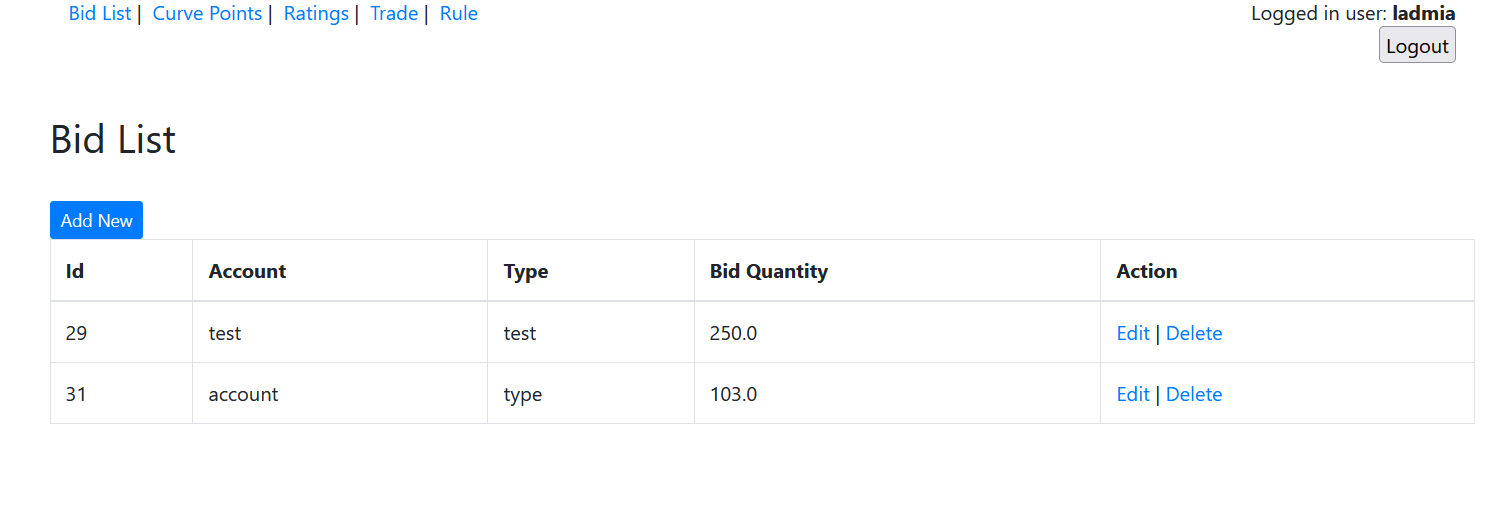 Bid List | Curve Points | Ratings | Trade | Rule
Logged in user: ladmia
Logout
Bid List
Add New
Id Account Type Bid Quantity Action
29 test test 250.0 Edit | Delete
31 account type 103.0 Edit | Delete